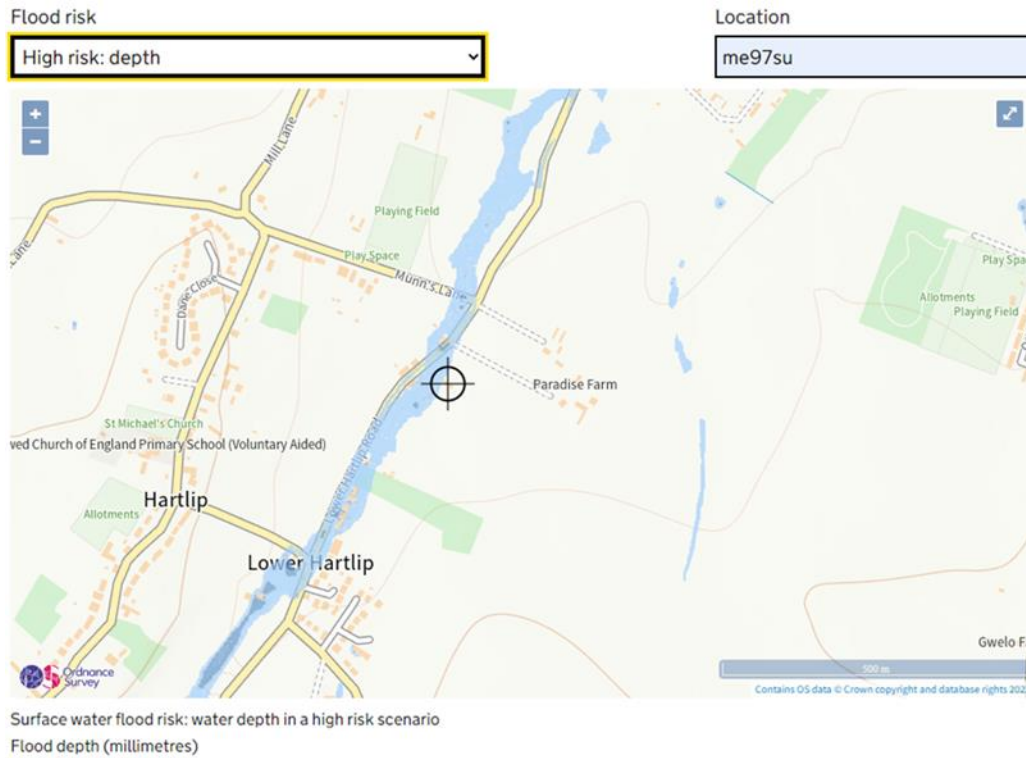 Flood risk
Location
High risk: depth
me97su
+
−
Mill Lane
Playing Field
Lane
Play Space
Munn's Lane
Play Spa
Dane Close
Allotments
Playing Field
Paradise Farm
St Michael's Church
ved Church of England Primary School (Voluntary Aided)
Lower Hartlip Road
Hartlip
Allotments
Lower Hartlip
Gwelo F
OS
Ordnance
Survey
500 m
Contains OS data © Crown copyright and database rights 202
Surface water flood risk: water depth in a high risk scenario
Flood depth (millimetres)